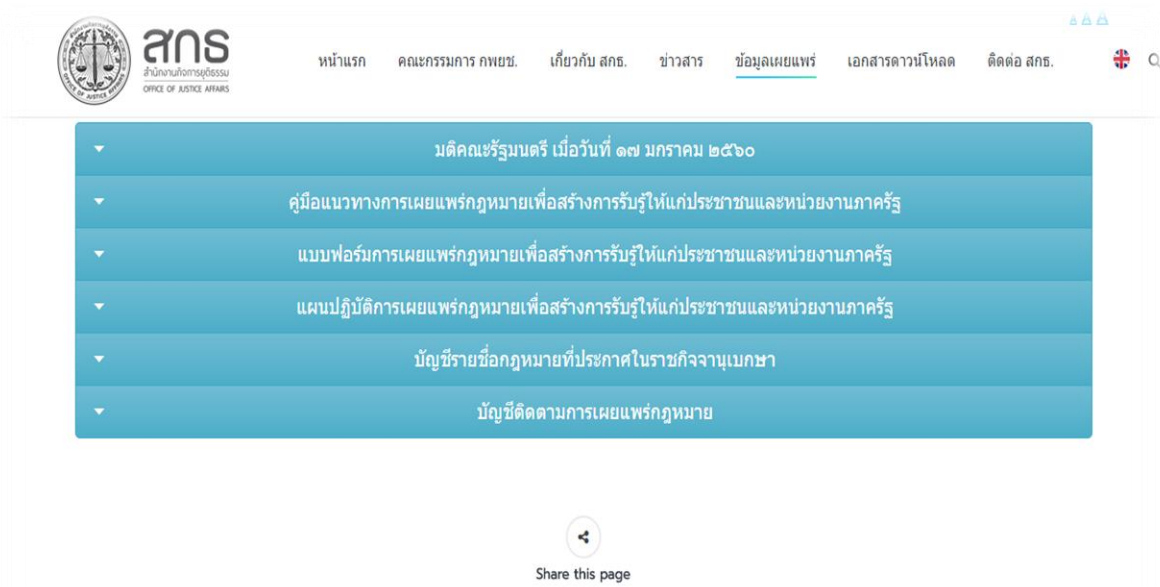 A A A
สกธ
สำนักงานกิจการยุติธรรม
OFFICE OF JUSTICE AFFAIRS
หน้าแรก คณะกรรมการ กพยช. เกี่ยวกับ สกธ. ข่าวสาร ข้อมูลเผยแพร่ เอกสารดาวน์โหลด ติดต่อ สกธ.
มติคณะรัฐมนตรี เมื่อวันที่ ๑๗ มกราคม ๒๕๖๐
คู่มือแนวทางการเผยแพร่กฎหมายเพื่อสร้างการรับรู้ให้แก่ประชาชนและหน่วยงานภาครัฐ
แบบฟอร์มการเผยแพร่กฎหมายเพื่อสร้างการรับรู้ให้แก่ประชาชนและหน่วยงานภาครัฐ
แผนปฏิบัติการเผยแพร่กฎหมายเพื่อสร้างการรับรู้ให้แก่ประชาชนและหน่วยงานภาครัฐ
บัญชีรายชื่อกฎหมายที่ประกาศในราชกิจจานุเบกษา
บัญชีติดตามการเผยแพร่กฎหมาย
Share this page